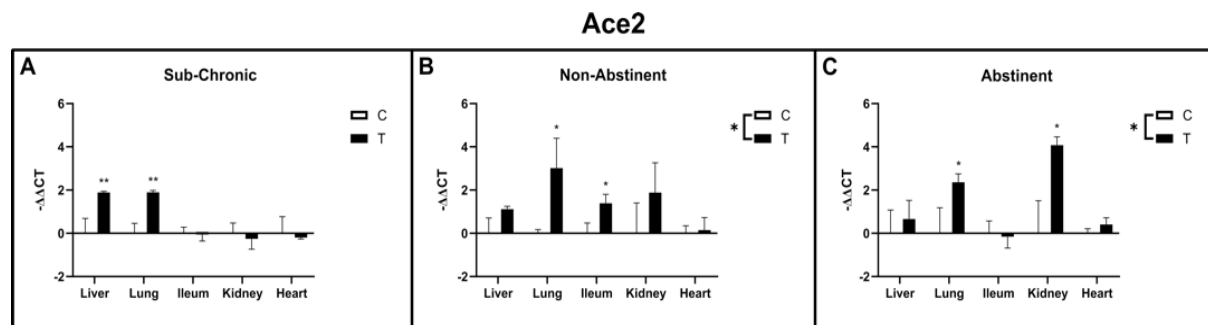 Ace2
A
Sub-Chronic
6
4
2
0
-2
-ΔΔCT
** **
Liver Lung Ileum Kidney Heart
C
T
B
Non-Abstinent
6
4
2
0
-2
-ΔΔCT
* *
Liver Lung Ileum Kidney Heart
*
C
T
C
Abstinent
6
4
2
0
-2
-ΔΔCT
* *
Liver Lung Ileum Kidney Heart
*
C
T